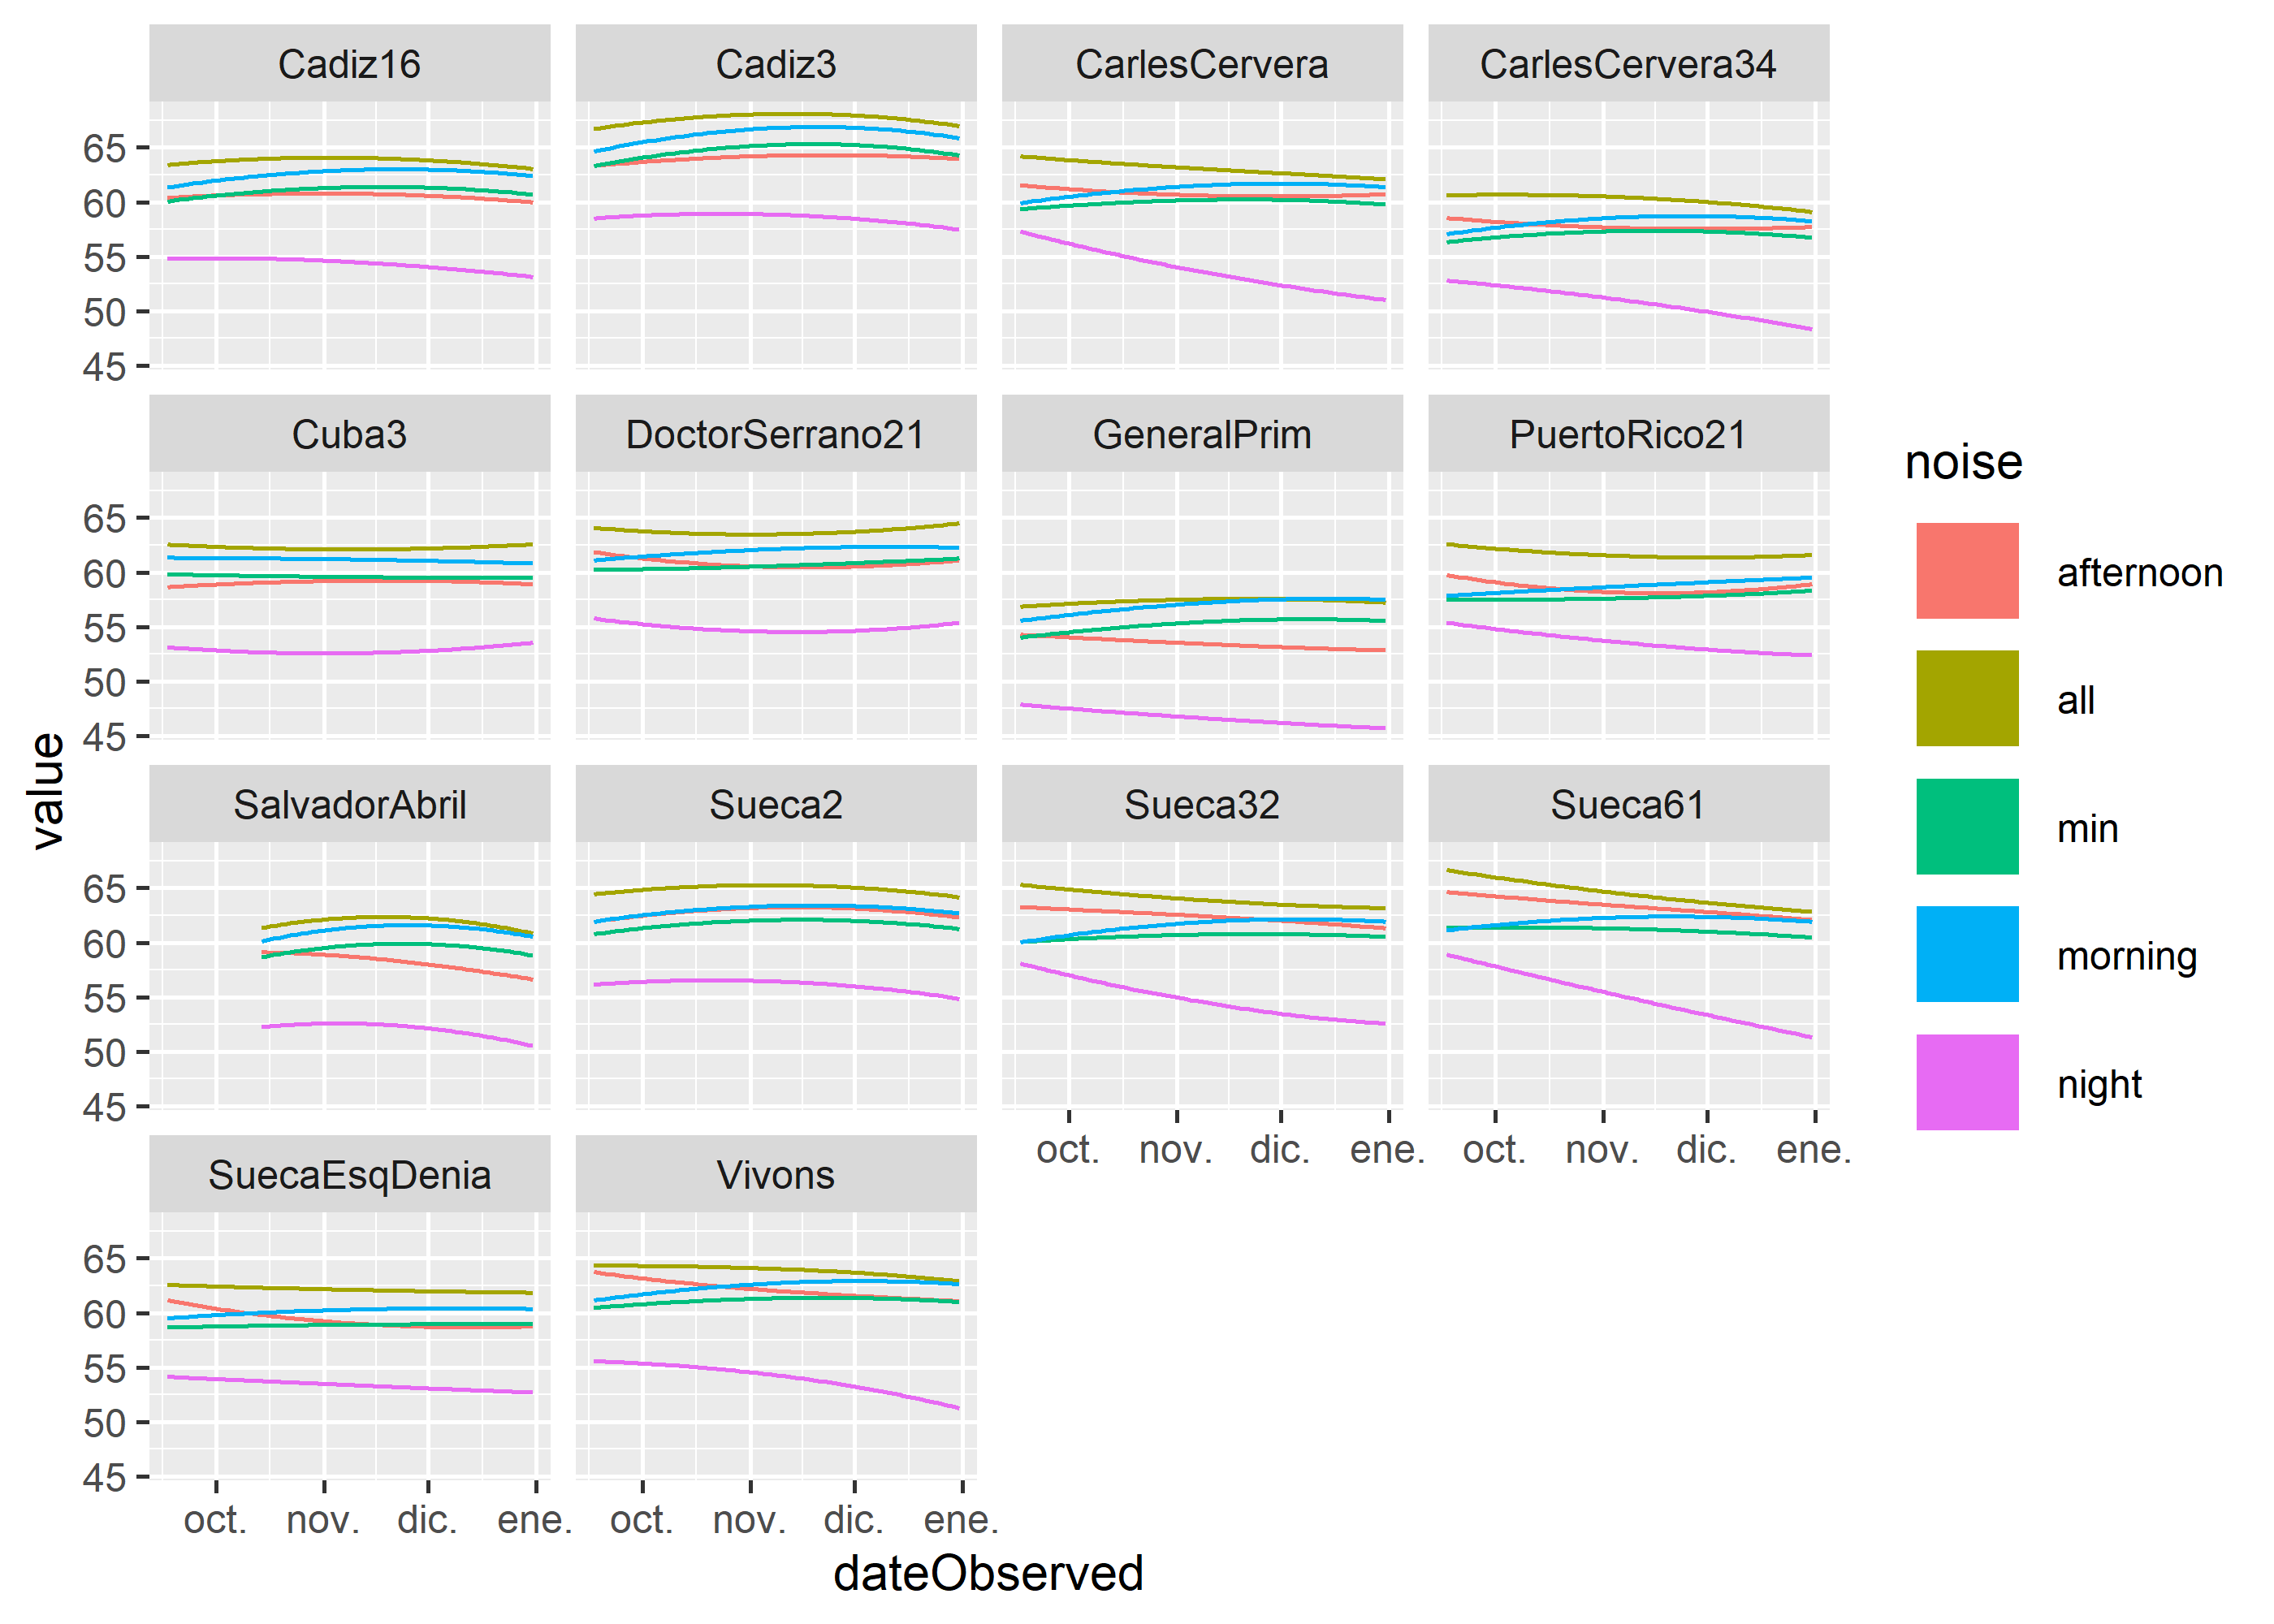 Cadiz16 Cadiz3 CarlesCervera CarlesCervera34
65
60
55
50
45
Cuba3 DoctorSerrano21 GeneralPrim PuertoRico21
65
60
55
50
45
SalvadorAbril Sueca2 Sueca32 Sueca61
65
60
55
50
45
oct. nov. dic. ene. oct. nov. dic. ene.
SuecaEsqDenia Vivons
65
60
55
50
45
oct. nov. dic. ene. oct. nov. dic. ene.
dateObserved
value
noise
afternoon
all
min
morning
night